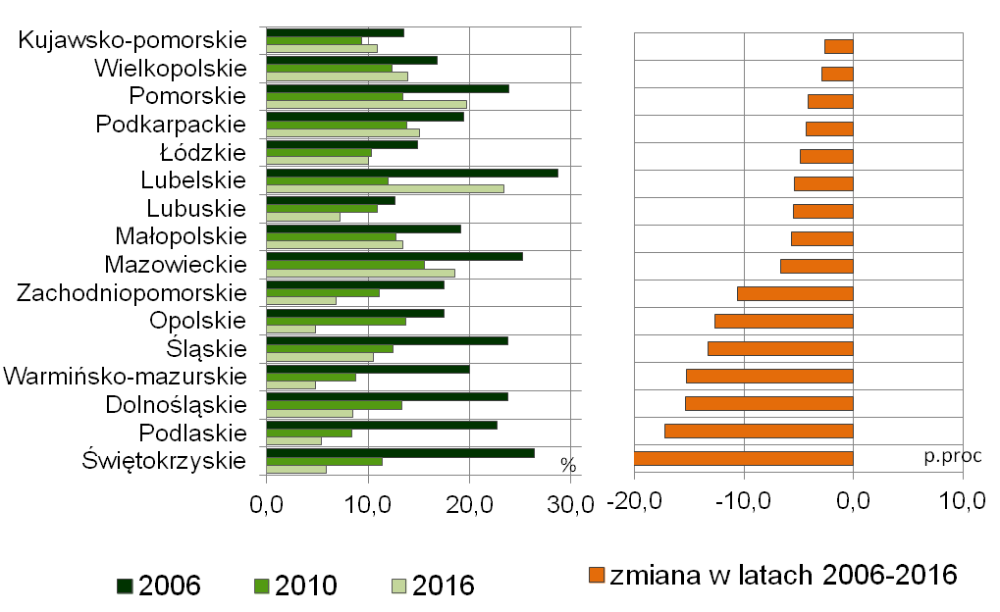 Kujawsko-pomorskie
Wielkopolskie
Pomorskie
Podkarpackie
Łódzkie
Lubelskie
Lubuskie
Małopolskie
Mazowieckie
Zachodniopomorskie
Opolskie
Śląskie
Warmińsko-mazurskie
Dolnośląskie
Podlaskie
Świętokrzyskie
%
p.proc
0,0 10,0 20,0 30,0
-20,0 -10,0 0,0 10,0
2006 2010 2016
zmiana w latach 2006-2016